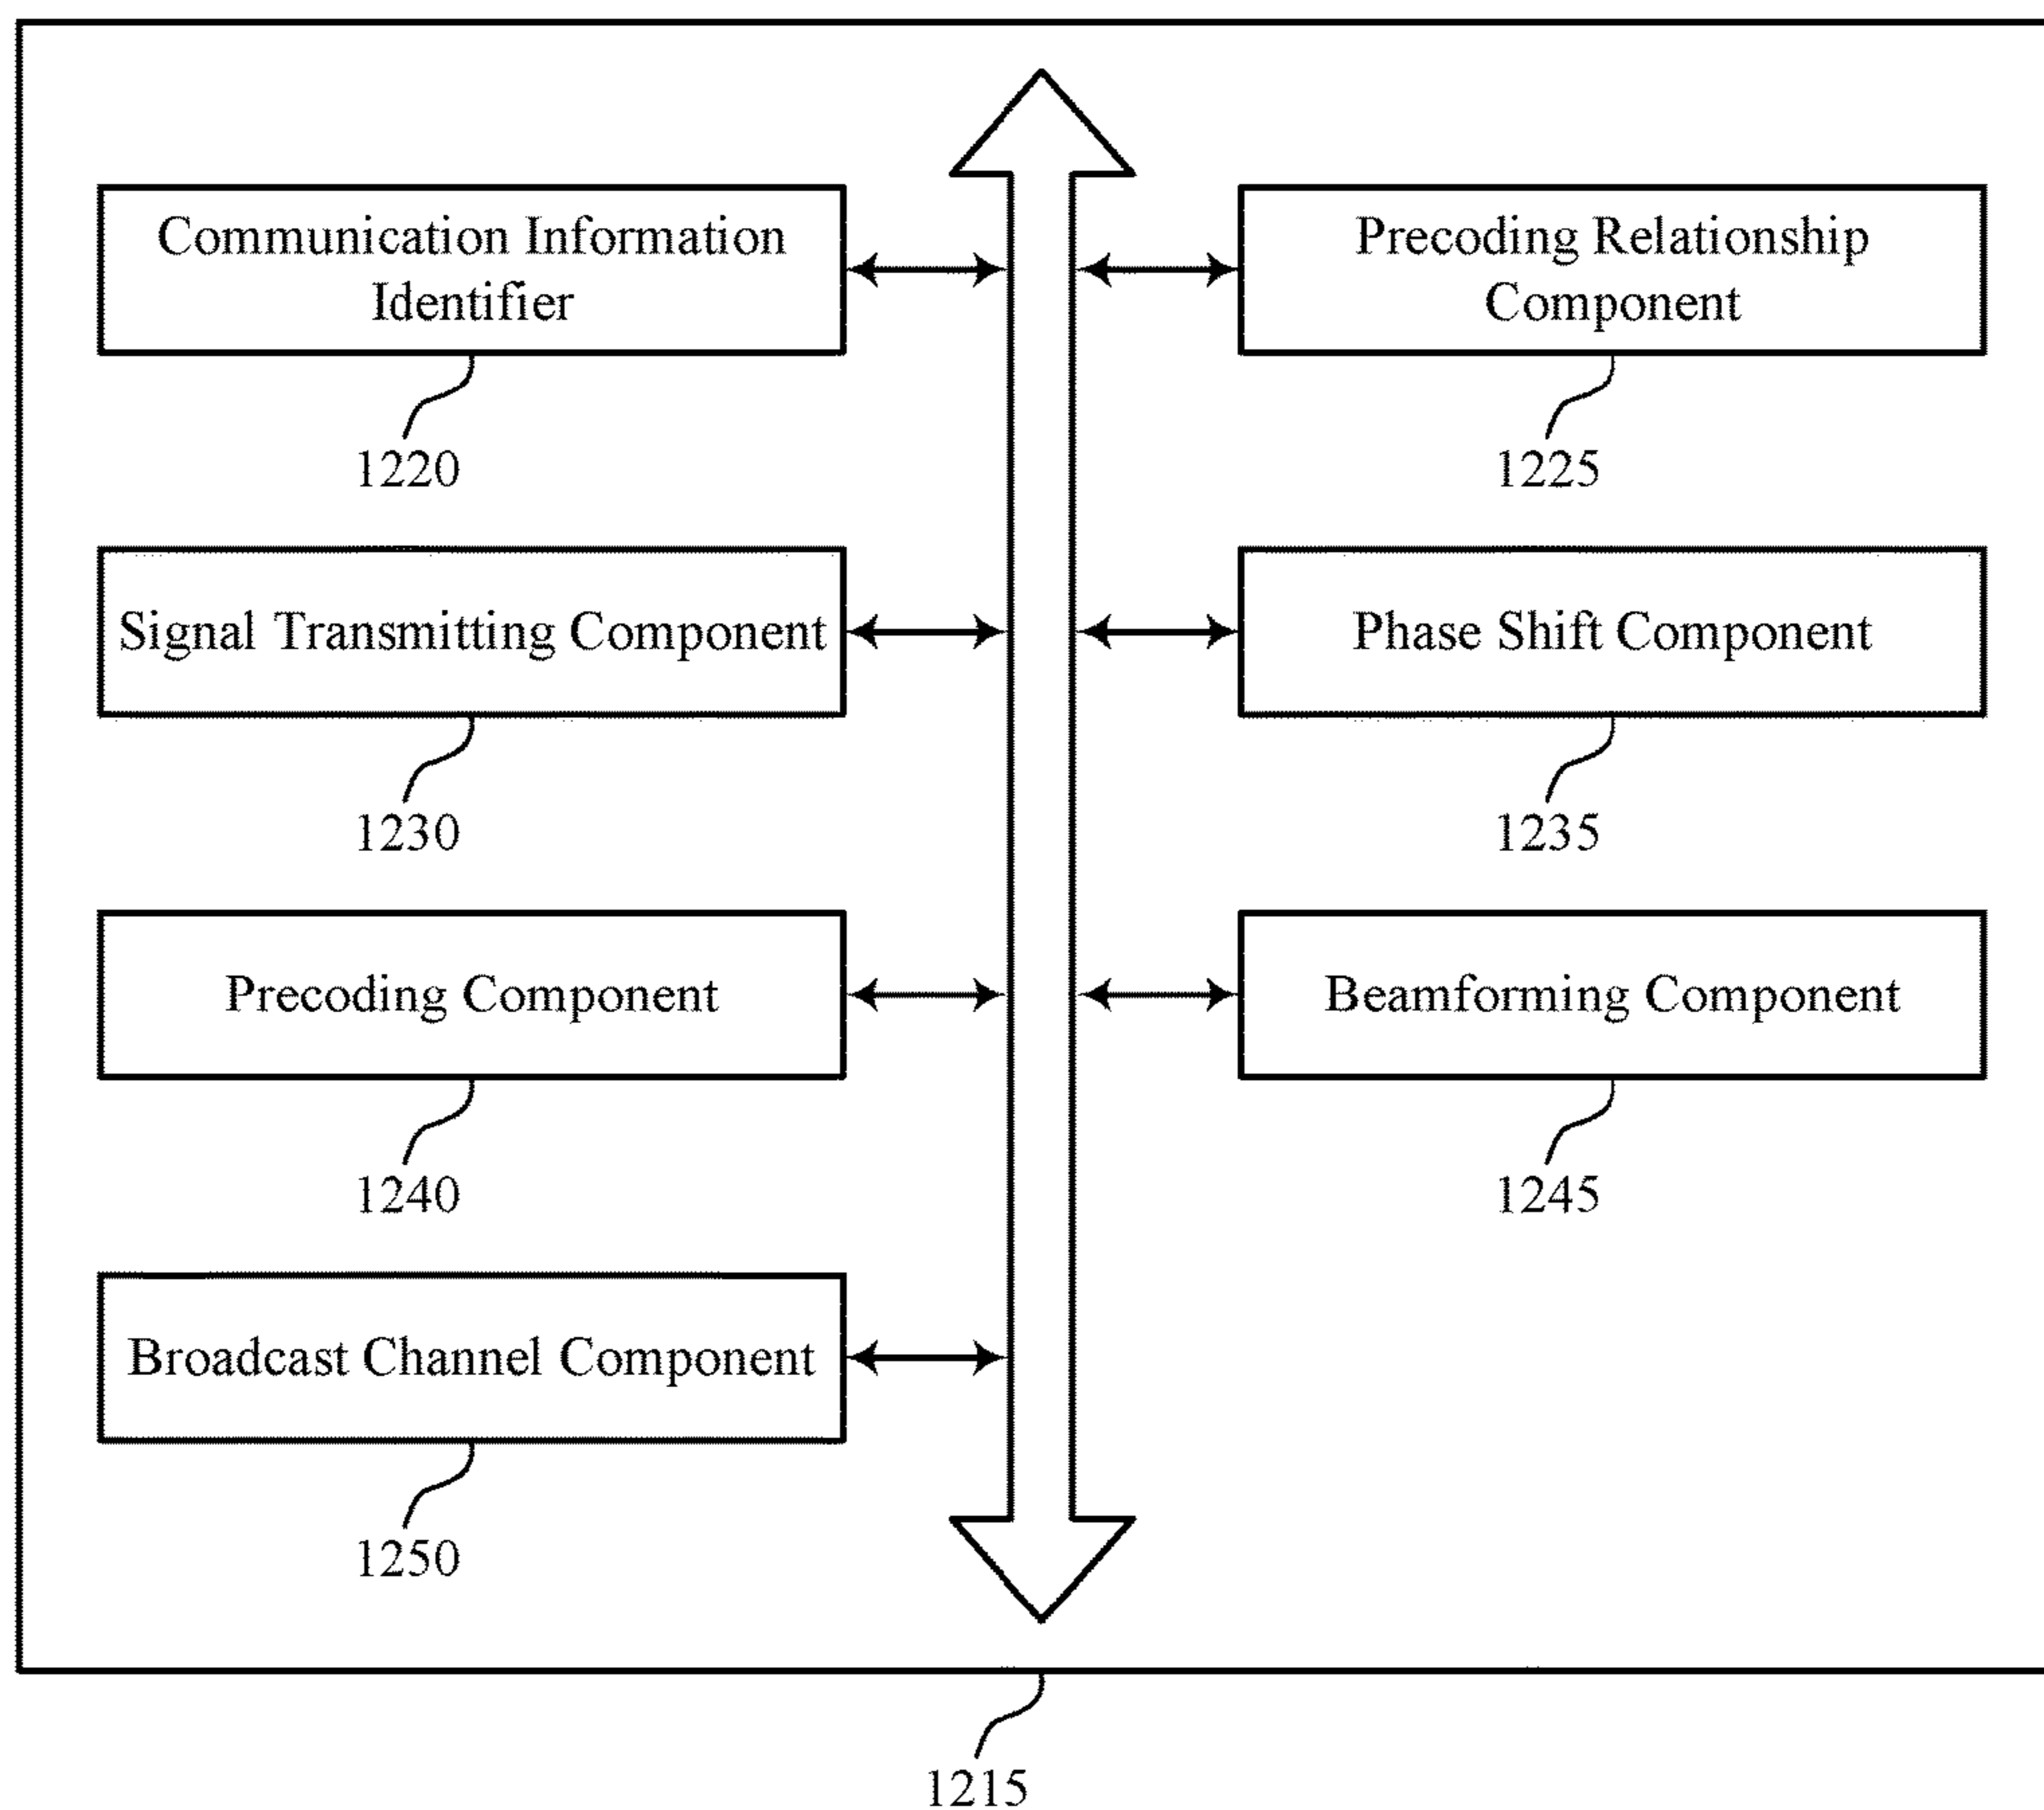 Communication Information
Identifier
1220
Precoding Relationship
Component
1225
Signal Transmitting Component
1230
Phase Shift Component
1235
Precoding Component
1240
Beamforming Component
1245
Broadcast Channel Component
1250
1215